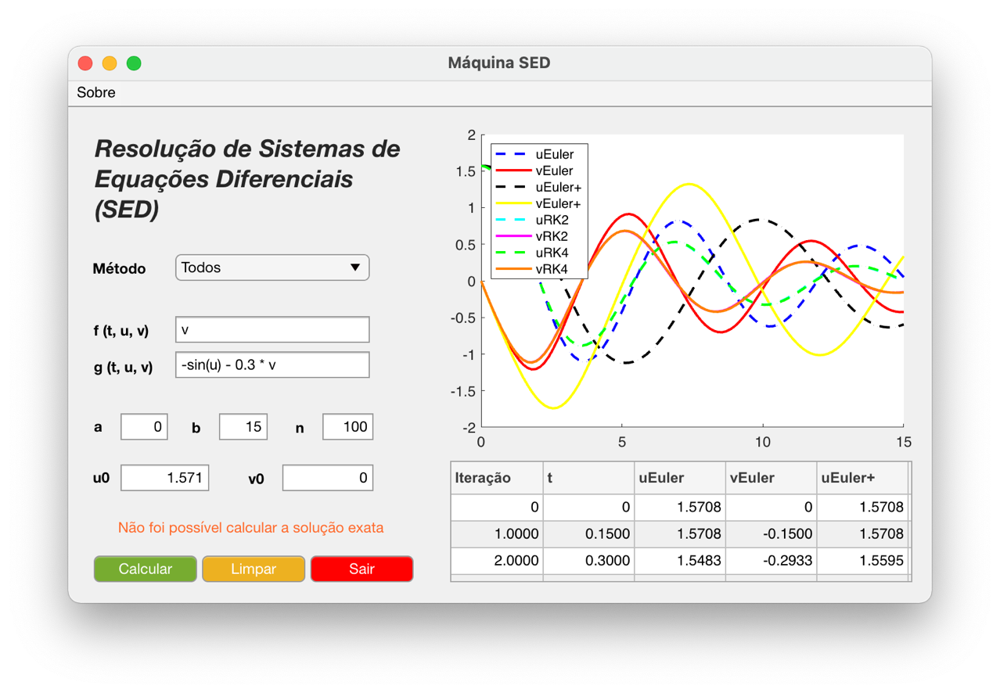 Máquina SED
Sobre
Resolução de Sistemas de
Equações Diferenciais
(SED)
Método
Todos
f (t, u, v)
v
g (t, u, v)
-sin(u) - 0.3 * v
a 0 b 15 n 100
u0 1.571 v0 0
Não foi possível calcular a solução exata
Calcular Limpar Sair
2
1.5
1
0.5
0
-0.5
-1
-1.5
-2
0 5 10 15
uEuler
vEuler
uEuler+
vEuler+
uRK2
vRK2
uRK4
vRK4
Iteração t uEuler vEuler uEuler+
0 0 1.5708 0 1.5708
1.0000 0.1500 1.5708 -0.1500 1.5708
2.0000 0.3000 1.5483 -0.2933 1.5595